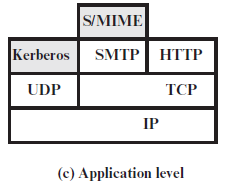 S/MIME
Kerberos SMTP HTTP
UDP TCP
IP
(c) Application level